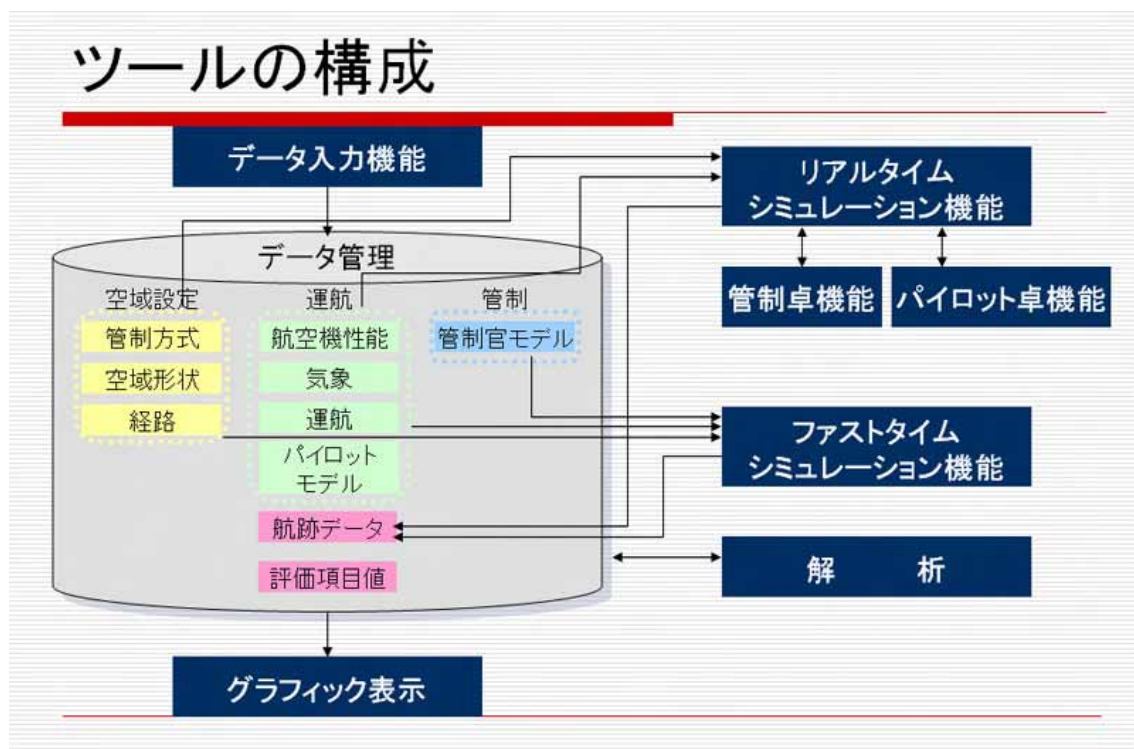 ツールの構成
データ入力機能
データ管理
空域設定
管制方式
空域形状
経路
運航
航空機性能
気象
運航
パイロット
モデル
航跡データ
評価項目値
管制
管制官モデル
リアルタイム
シミュレーション機能
管制卓機能
パイロット卓機能
ファストタイム
シミュレーション機能
解 析
グラフィック表示